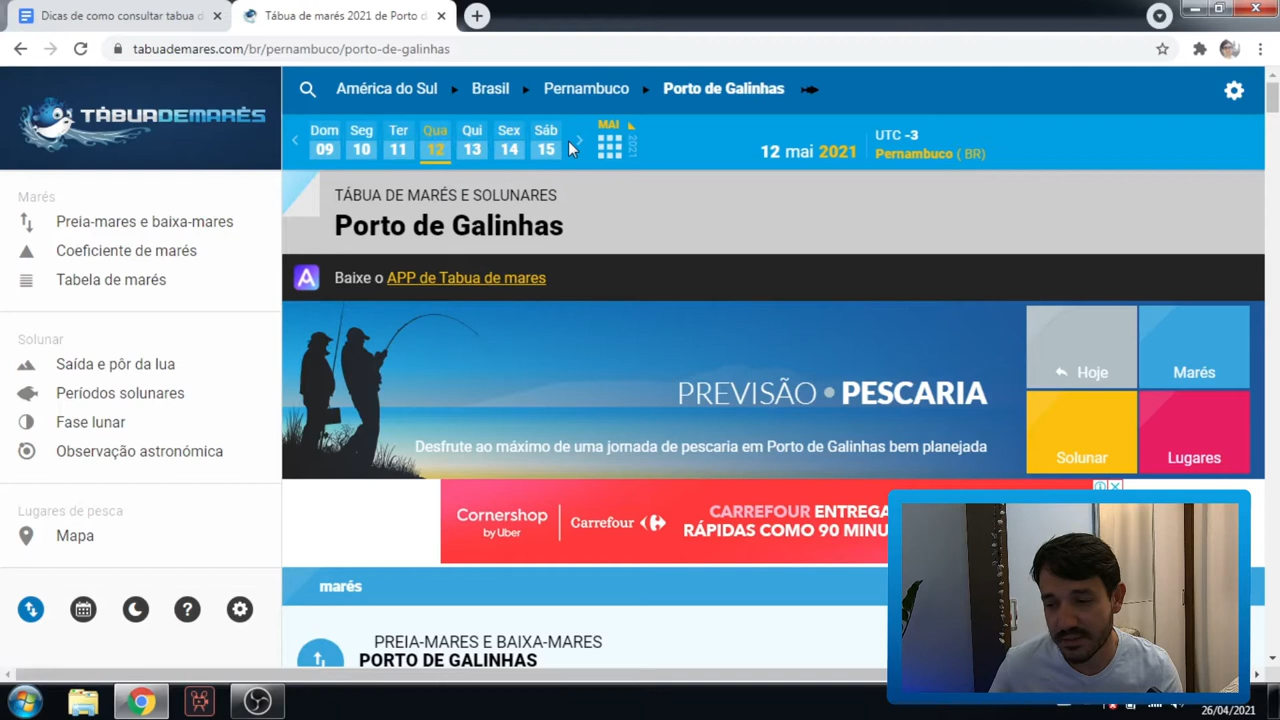 Dicas de como consultar tabua d
Tábua de marés 2021 de Porto d
tabuademares.com/br/pernambuco/porto-de-galinhas
TÁBUADEMARÉS
América do Sul Brasil Pernambuco Porto de Galinhas
Dom Seg Ter Qua Qui Sex Sáb
09 10 11 12 13 14 15
MAI
2021
12 mai 2021
UTC -3
Pernambuco ( BR)
Marés
Preia-mares e baixa-mares
Coeficiente de marés
Tabela de marés
Solunar
Saída e pôr da lua
Períodos solunares
Fase lunar
Observação astronómica
Lugares de pesca
Mapa
TÁBUA DE MARÉS E SOLUNARES
Porto de Galinhas
Baixe o APP de Tabua de mares
PREVISÃO • PESCARIA
Desfrute ao máximo de uma jornada de pescaria em Porto de Galinhas bem planejada
Hoje
Marés
Solunar
Lugares
Cornershop
by Uber
Carrefour
CARREFOUR ENTREGA
RÁPIDAS COMO 90 MINU
marés
PREIA-MARES E BAIXA-MARES
PORTO DE GALINHAS
26/04/2021